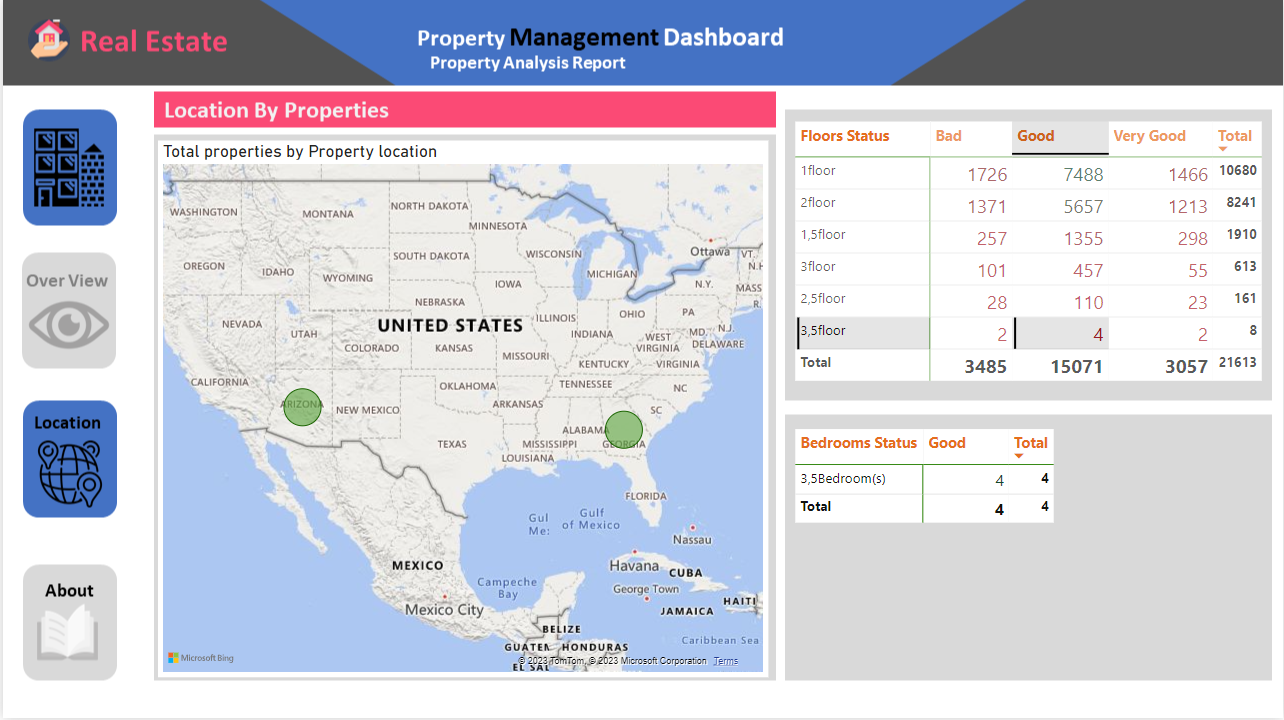 Real Estate
Property Management Dashboard
Property Analysis Report
Over View
Location
About
Location By Properties
Total properties by Property location
WASHINGTON
MONTANA
NORTH DAKOTA
MINNESOTA
Ottawa
VT.
N.H
OREGON
IDAHO
WYOMING
SOUTH DAKOTA
WISCONSIN
MICHIGAN
N.Y.
MASS
R.
IOWA
NEBRASKA
NEVADA
UTAH
UNITED STATES
ILLINOIS
INDIANA
OHIO
PA
N.J.
MD.
DELAWARE
COLORADO
KANSAS
MISSOURI
WEST
VIRGINIA
KENTUCKY
VIRGINIA
CALIFORNIA
ARIZONA
NEW MEXICO
OKLAHOMA
ARKANSAS
TENNESSEE
NC
SC
TEXAS
ALABAMA
MISSISSIPPI
GEORGIA
LOUISIANA
FLORIDA
Gul
Me:
Gulf
of Mexico
Nassau
MEXICO
Havana
CUBA
Campeche
Bay
George Town
Mexico City
HAITI
JAMAICA
BELIZE
Caribbean Sea
GUATEN
HONDURAS
EL SAL
Microsoft Bing
© 2023 TomTom, © 2023 Microsoft Corporation Terms
Floors Status Bad Good Very Good Total
1floor 1726 7488 1466 10680
2floor 1371 5657 1213 8241
1,5floor 257 1355 298 1910
3floor 101 457 55 613
2,5floor 28 110 23 161
3,5floor 2 4 2 8
Total 3485 15071 3057 21613
Bedrooms Status Good Total
3,5Bedroom(s) 4 4
Total 4 4